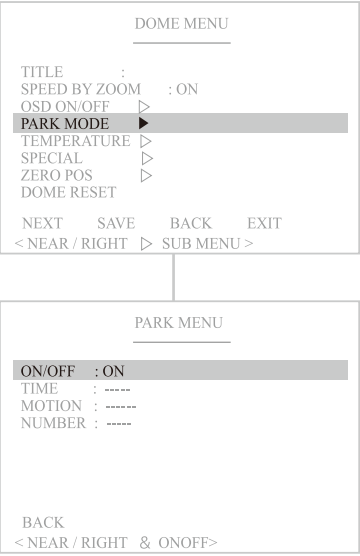 DOME MENU
TITLE :
SPEED BY ZOOM : ON
OSD ON/OFF ▷
PARK MODE ▶
TEMPERATURE ▷
SPECIAL ▷
ZERO POS ▷
DOME RESET
NEXT SAVE BACK EXIT
< NEAR / RIGHT ▷ SUB MENU >
PARK MENU
ON/OFF : ON
TIME : -----
MOTION : ------
NUMBER : -----
BACK
< NEAR / RIGHT & ONOFF>